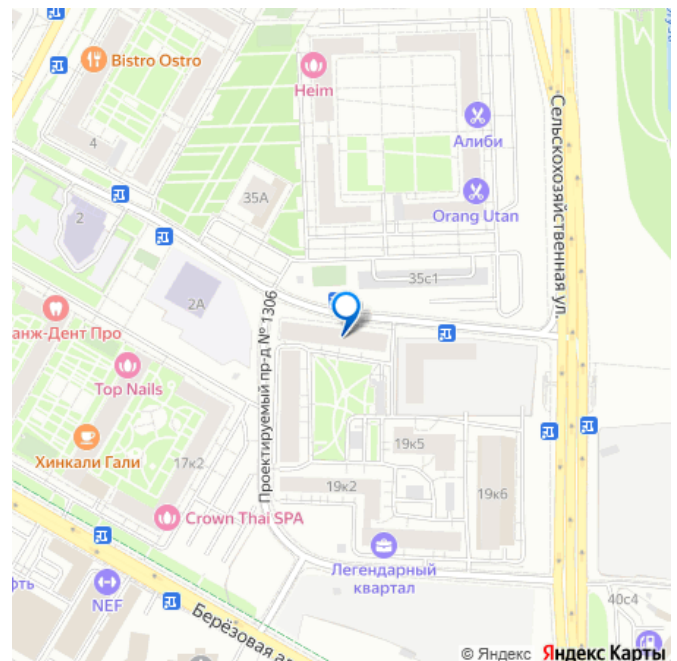 Bistro Ostro
Heim
4
Алиби
35А
Orang Utan
Сельскохозяйственная ул.
2
35с1
2А
Проектируемый пр-д № 1306
анж-Дент Про
Top Nails
Хинкали Гали
17к2
19к5
19к2
19к6
Crown Thai SPA
Легендарный
квартал
NEF
Берёзовая ал
40с4
© Яндекс Яндекс Карты